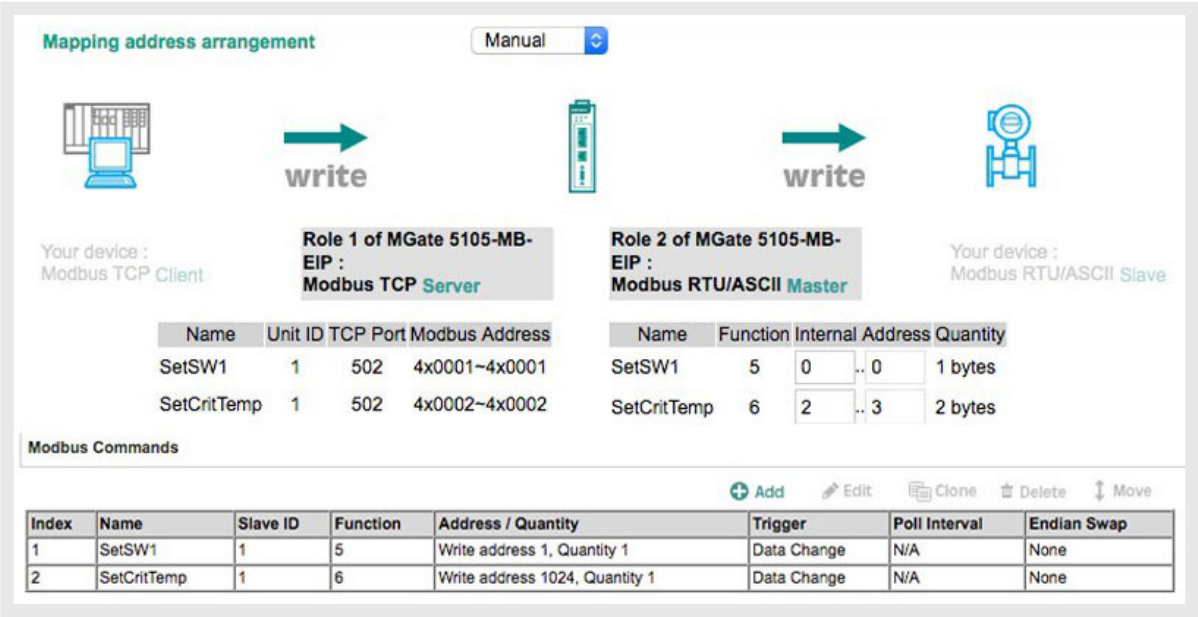 Mapping address arrangement Manual
write write
Your device :
Modbus TCP Client
Role 1 of MGate 5105-MB-
EIP :
Modbus TCP Server
Role 2 of MGate 5105-MB-
EIP :
Modbus RTU/ASCII Master
Your device :
Modbus RTU/ASCII Slave
Name Unit ID TCP Port Modbus Address
SetSW1 1 502 4x0001~4x0001
SetCritTemp 1 502 4x0002~4x0002
Name Function Internal Address Quantity
SetSW1 5 0 .. 0 1 bytes
SetCritTemp 6 2 .. 3 2 bytes
Modbus Commands
Add Edit Clone Delete Move
Index Name Slave ID Function Address / Quantity Trigger Poll Interval Endian Swap
1 SetSW1 1 5 Write address 1, Quantity 1 Data Change N/A None
2 SetCritTemp 1 6 Write address 1024, Quantity 1 Data Change N/A None